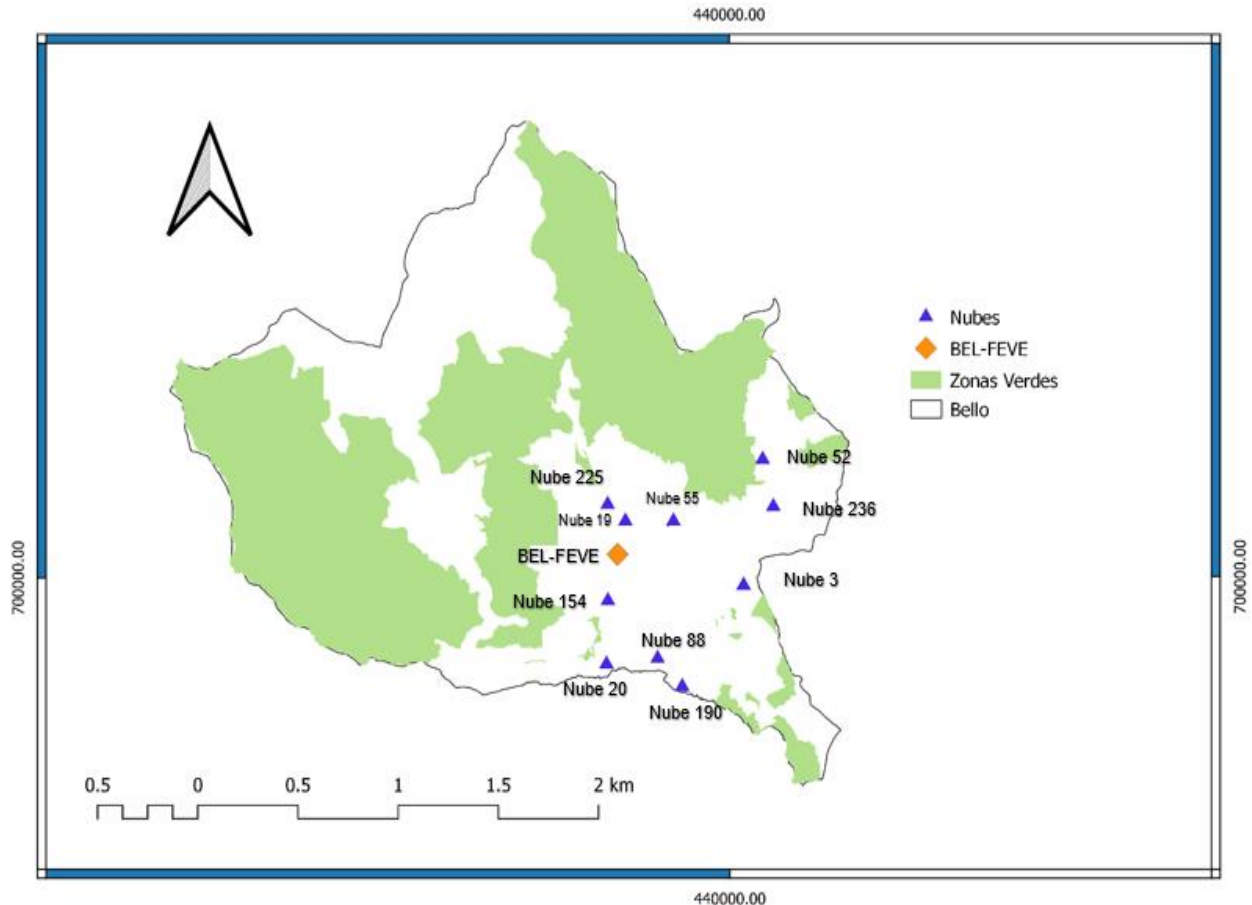 440000.00
Nubes
BEL-FEVE
Zonas Verdes
Bello
Nube 52
Nube 225
Nube 55
Nube 236
Nube 19
BEL-FEVE
700000.00
700000.00
Nube 3
Nube 154
Nube 88
Nube 20
Nube 190
0.5 0 0.5 1 1.5 2 km
440000.00